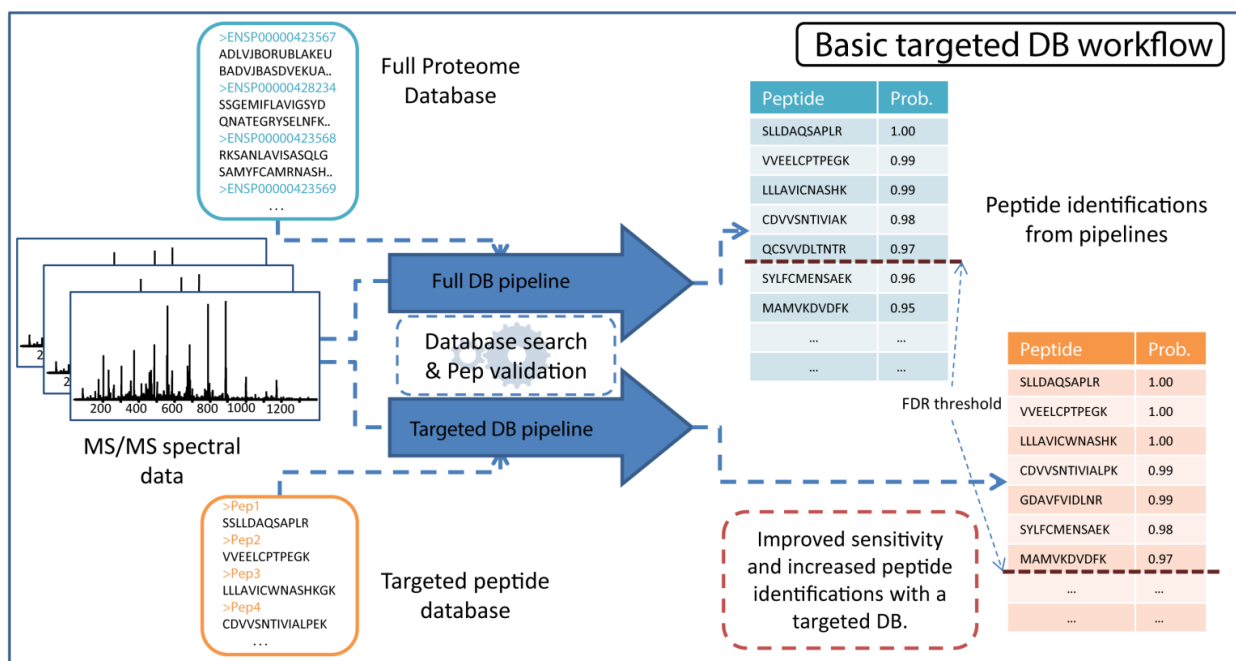 Basic targeted DB workflow
>ENSP00000423567
ADLVJBORUBLAKEU
BADVJBASDVEKUA..
>ENSP00000428234
SSGEMIFLAVIGSYD
QNATEGRYSELNFK..
>ENSP00000423568
RKSANLAVISASQLG
SAMYFCAMRNASH..
>ENSP00000423569
...
Full Proteome
Database
Peptide Prob.
SLLDAQSAPLR 1.00
VVEELCPTPEGK 0.99
LLLAVICNASHK 0.99
CDVVSNTIVIAK 0.98
QCSVVDLTNTR 0.97
SYLFCMENSAEK 0.96
MAMVKDVDFK 0.95
... ...
... ...
Peptide identifications
from pipelines
Full DB pipeline
Database search
& Pep validation
Targeted DB pipeline
200 400 600 800 1000 1200
2
2
MS/MS spectral
data
FDR threshold
Peptide Prob.
SLLDAQSAPLR 1.00
VVEELCPTPEGK 1.00
LLLAVICWNASHK 1.00
CDVVSNTIVIALPK 0.99
GDAVFVIDLNR 0.99
SYLFCMENSAEK 0.98
MAMVKDVDFK 0.97
... ...
... ...
>Pep1
SSLLDAQSAPLR
>Pep2
VVEELCPTPEGK
>Pep3
LLLAVICWNASHKGK
>Pep4
CDVVSNTIVIALPEK
...
Targeted peptide
database
Improved sensitivity
and increased peptide
identifications with a
targeted DB.